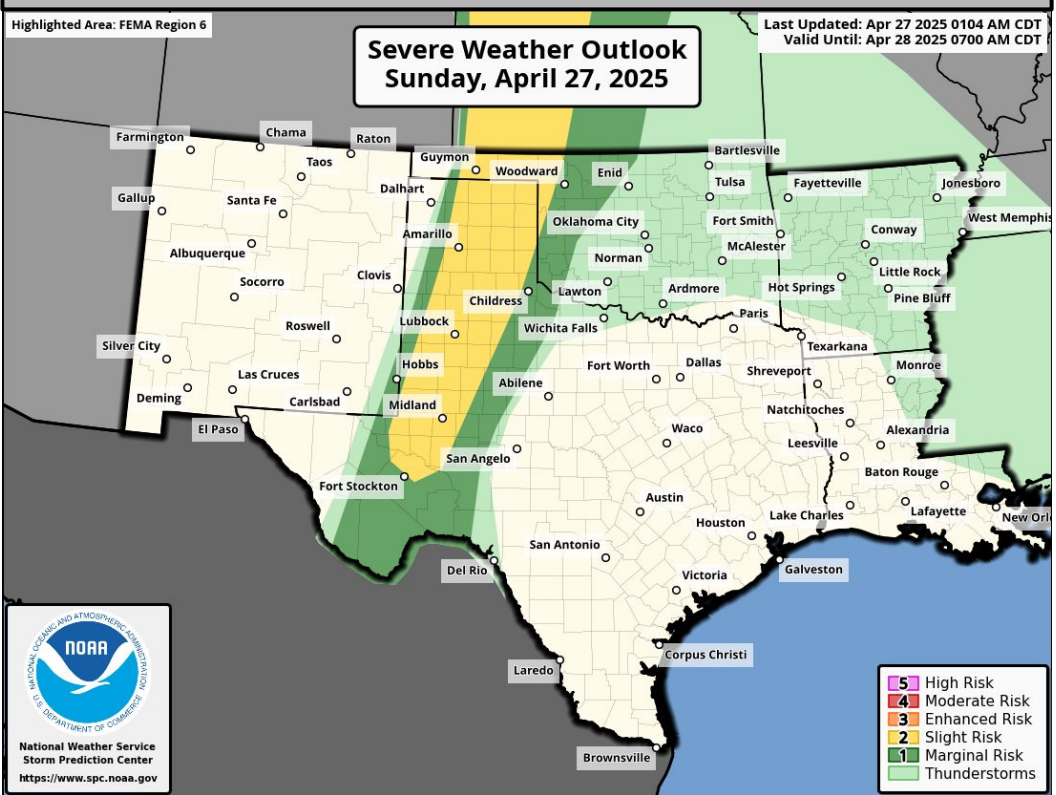 Highlighted Area: FEMA Region 6
Severe Weather Outlook
Sunday, April 27, 2025
Last Updated: Apr 27 2025 0104 AM CDT
Valid Until: Apr 28 2025 0700 AM CDT
Farmington
Chama
Raton
Taos
Guymon
Woodward
Enid
Bartlesville
Tulsa
Fayetteville
Jonesboro
Gallup
Santa Fe
Dalhart
Oklahoma City
Fort Smith
Conway
West Memphis
Albuquerque
Amarillo
Norman
McAlester
Little Rock
Socorro
Clovis
Childress
Lawton
Ardmore
Hot Springs
Pine Bluff
Roswell
Lubbock
Wichita Falls
Paris
Texarkana
Silver City
Hobbs
Fort Worth
Dallas
Shreveport
Monroe
Las Cruces
Abilene
Deming
Carlsbad
Midland
Natchitoches
El Paso
Waco
Alexandria
Leesville
San Angelo
Baton Rouge
Fort Stockton
Austin
Lake Charles
Lafayette
New Orl
Houston
San Antonio
Del Rio
Galveston
Victoria
Corpus Christi
Laredo
Brownsville
NATIONAL OCEANIC AND ATMOSPHERIC ADMINISTRATION
NOAA
U.S. DEPARTMENT OF COMMERCE
National Weather Service
Storm Prediction Center
https://www.spc.noaa.gov
5 High Risk
4 Moderate Risk
3 Enhanced Risk
2 Slight Risk
1 Marginal Risk
Thunderstorms